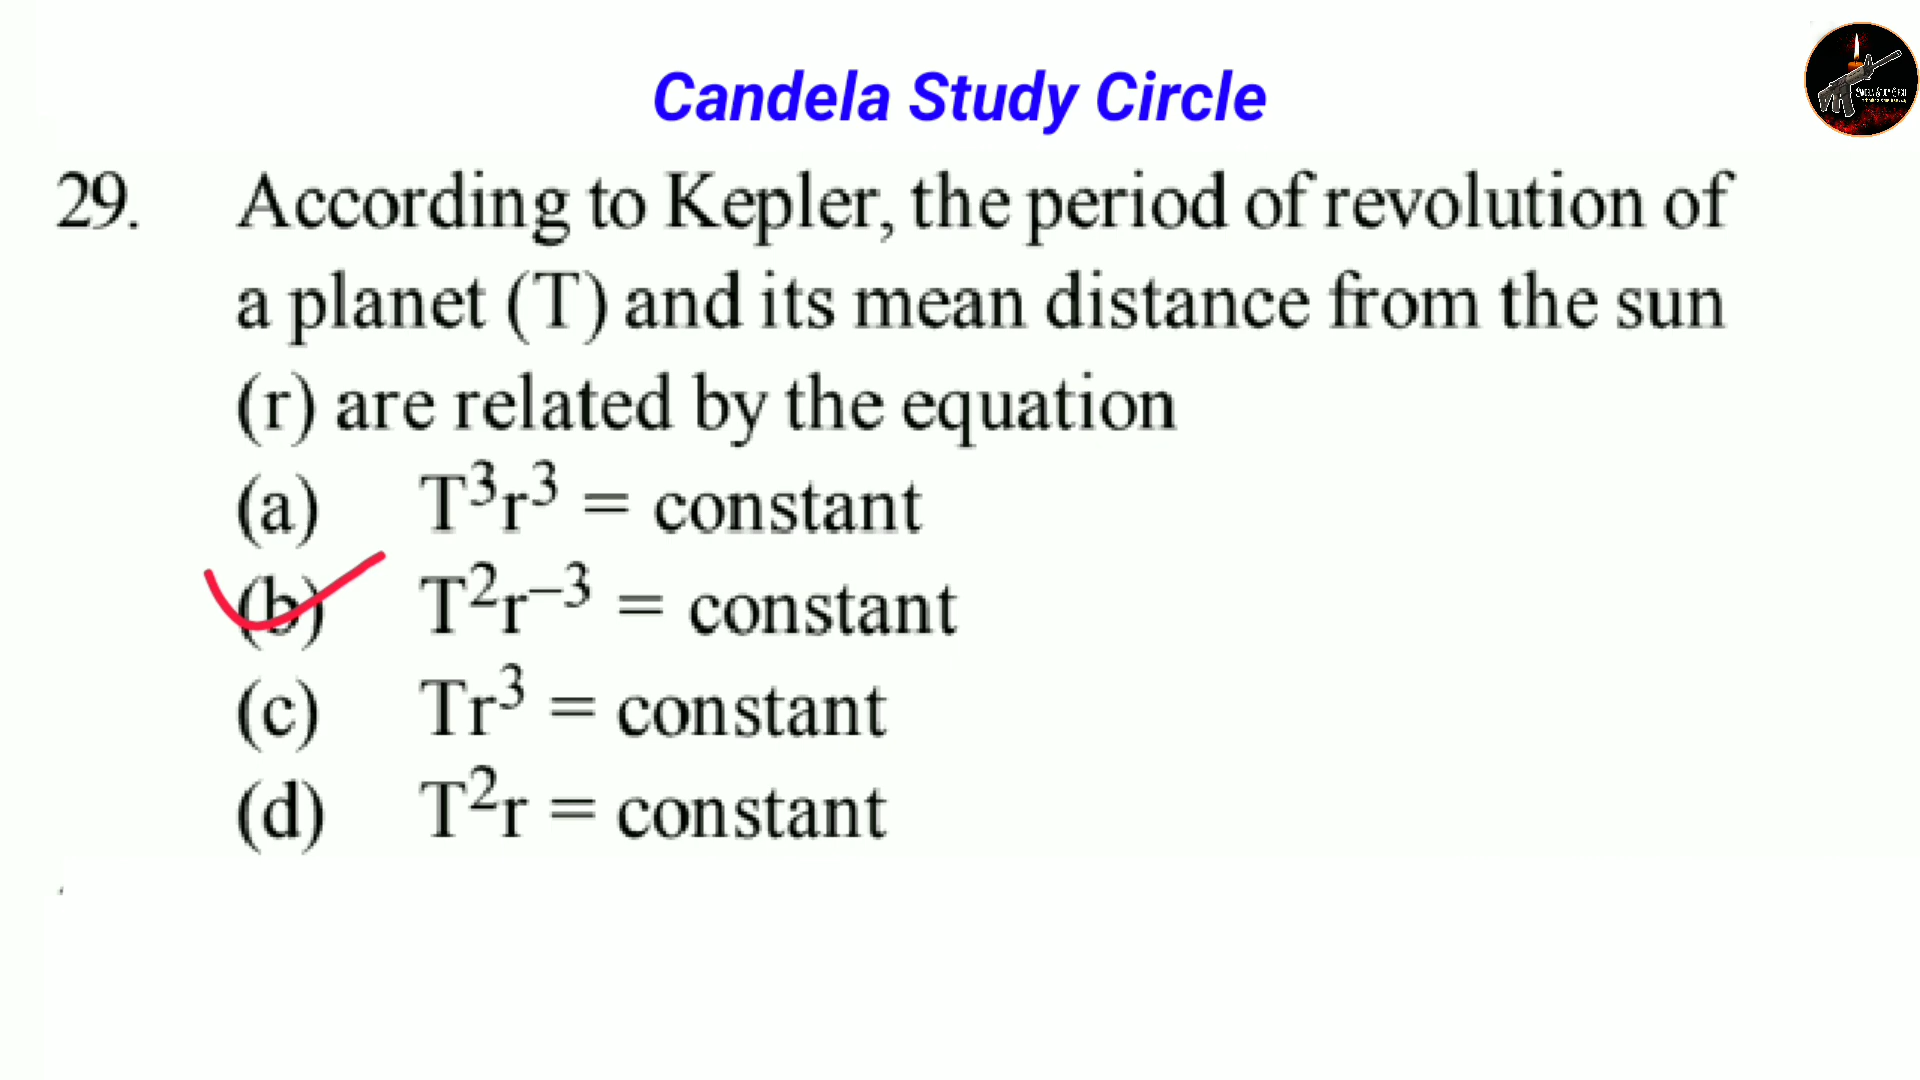 Candela Study Circle
29. According to Kepler, the period of revolution of
a planet (T) and its mean distance from the sun
(r) are related by the equation
(a) T³r³ = constant
(b) T²r⁻³ = constant
(c) Tr³ = constant
(d) T²r = constant